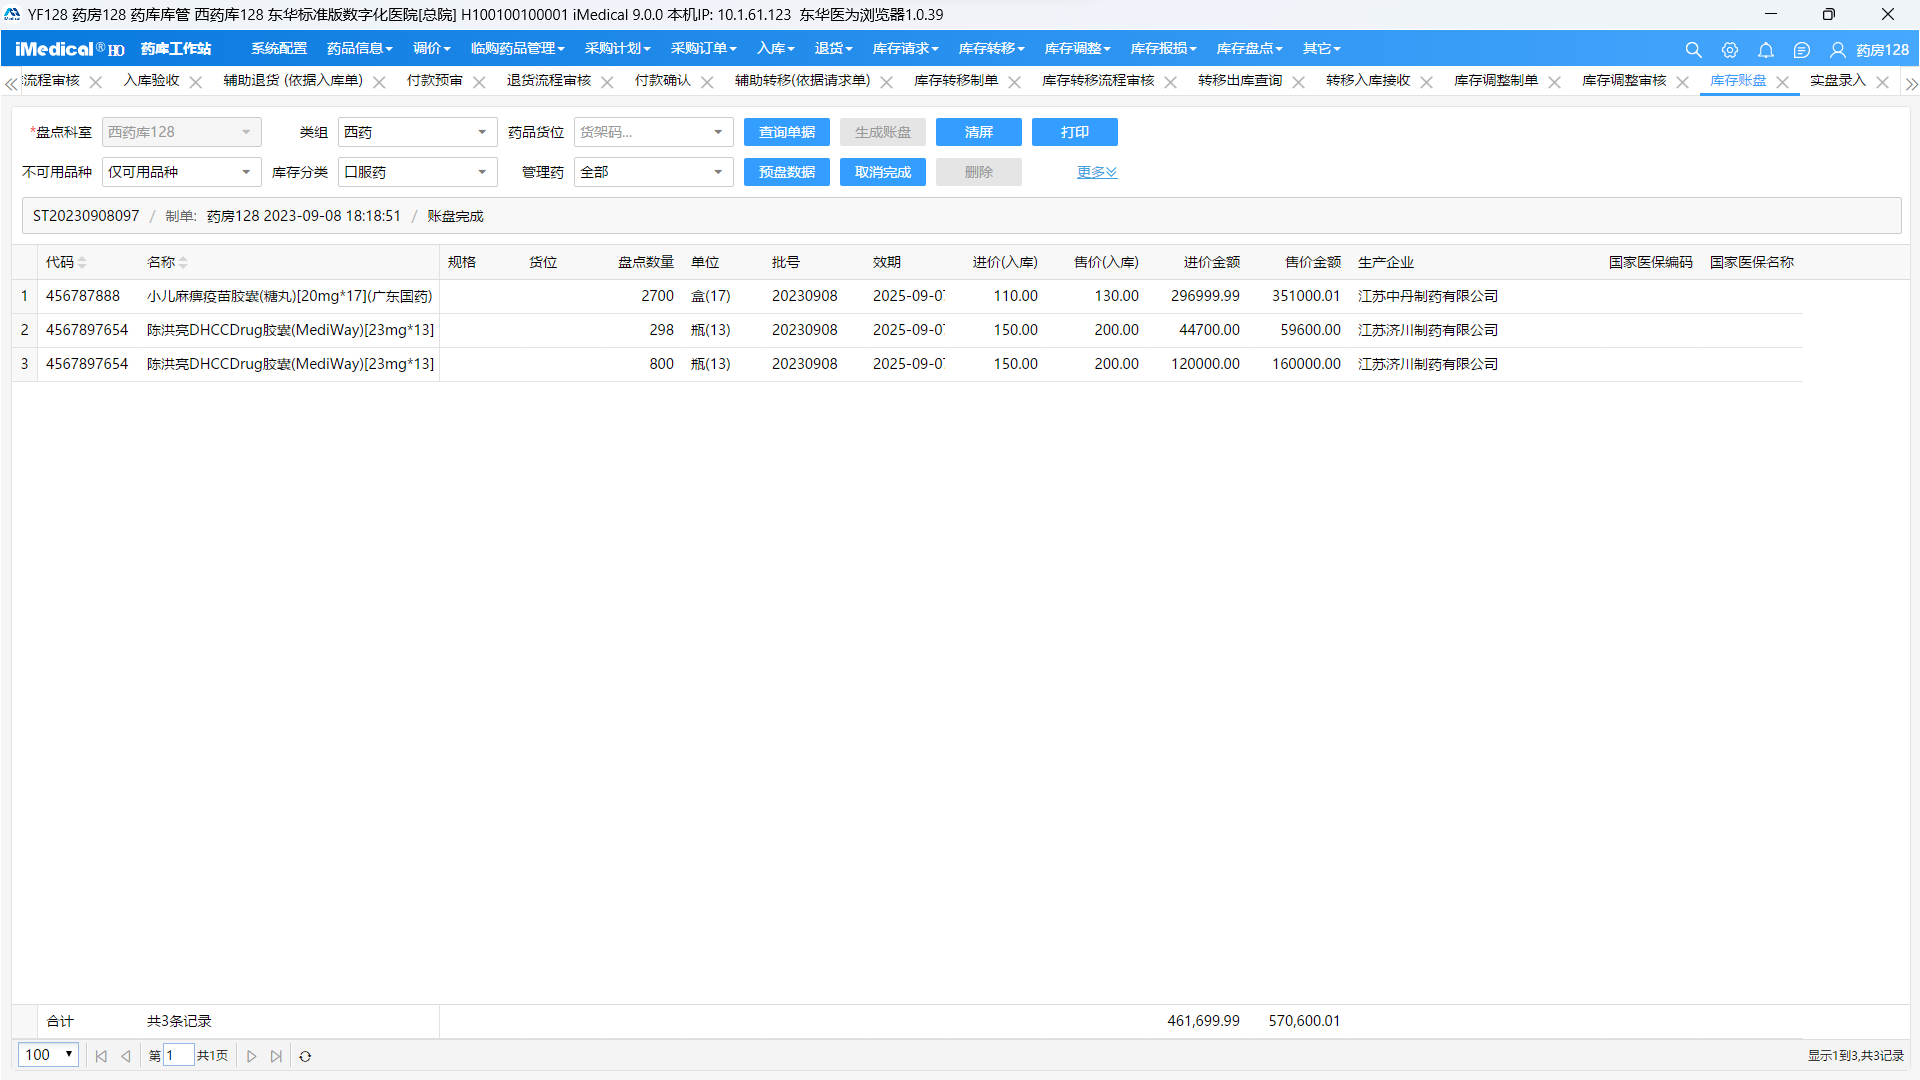 YF128 药房128 药库库管 西药库128 东华标准版数字化医院[总院] H100100100001 iMedical 9.0.0 本机IP: 10.1.61.123 东华医为浏览器1.0.39
iMedical® HO 药库工作站 系统配置 药品信息 调价 临购药品管理 采购计划 采购订单 入库 退货 库存请求 库存转移 库存调整 库存报损 库存盘点 其它 药房128
流程审核 入库验收 辅助退货 (依据入库单) 付款预审 退货流程审核 付款确认 辅助转移(依据请求单) 库存转移制单 库存转移流程审核 转移出库查询 转移入库接收 库存调整制单 库存调整审核 库存账盘 实盘录入
*盘点科室 西药库128 类组 西药 药品货位 货架码... 查询单据 生成账盘 清屏 打印
不可用品种 仅可用品种 库存分类 口服药 管理药 全部 预盘数据 取消完成 删除 更多
ST20230908097 / 制单: 药房128 2023-09-08 18:18:51 / 账盘完成
代码 名称 规格 货位 盘点数量 单位 批号 效期 进价(入库) 售价(入库) 进价金额 售价金额 生产企业 国家医保编码 国家医保名称
1 456787888 小儿麻痹疫苗胶囊(糖丸)[20mg*17](广东国药) 2700 盒(17) 20230908 2025-09-07 110.00 130.00 296999.99 351000.01 江苏中丹制药有限公司
2 4567897654 陈洪亮DHCCDrug胶囊(MediWay)[23mg*13] 298 瓶(13) 20230908 2025-09-07 150.00 200.00 44700.00 59600.00 江苏济川制药有限公司
3 4567897654 陈洪亮DHCCDrug胶囊(MediWay)[23mg*13] 800 瓶(13) 20230908 2025-09-07 150.00 200.00 120000.00 160000.00 江苏济川制药有限公司
合计 共3条记录 461,699.99 570,600.01
100 第 1 共1页 显示1到3,共3记录